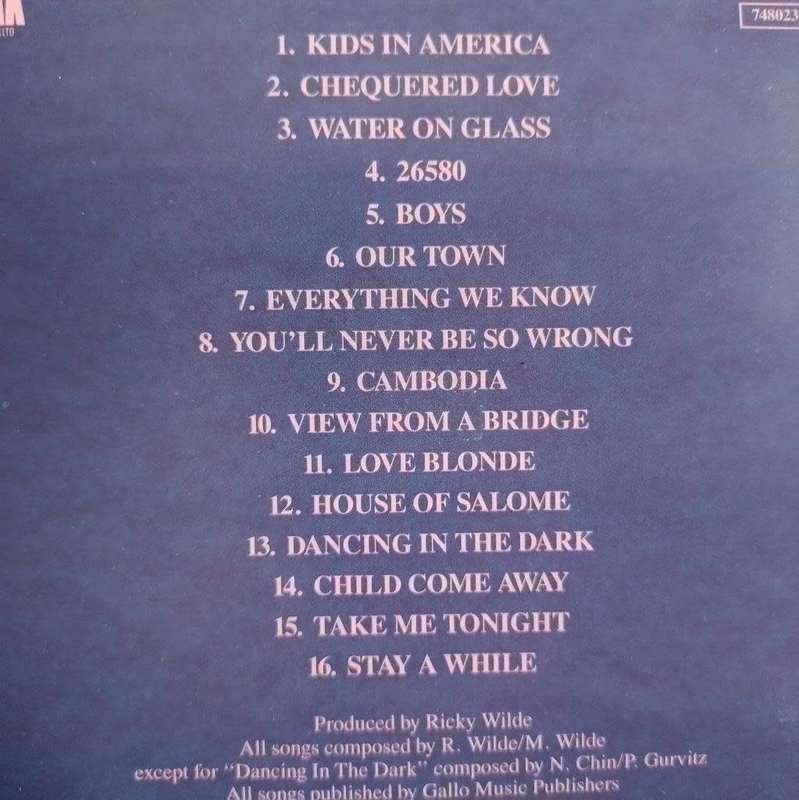 748023
1. KIDS IN AMERICA
2. CHEQUERED LOVE
3. WATER ON GLASS
4. 26580
5. BOYS
6. OUR TOWN
7. EVERYTHING WE KNOW
8. YOU'LL NEVER BE SO WRONG
9. CAMBODIA
10. VIEW FROM A BRIDGE
11. LOVE BLONDE
12. HOUSE OF SALOME
13. DANCING IN THE DARK
14. CHILD COME AWAY
15. TAKE ME TONIGHT
16. STAY A WHILE
Produced by Ricky Wilde
All songs composed by R. Wilde/M. Wilde
except for "Dancing In The Dark" composed by N. Chin/P. Gurvitz
All songs published by Gallo Music Publishers